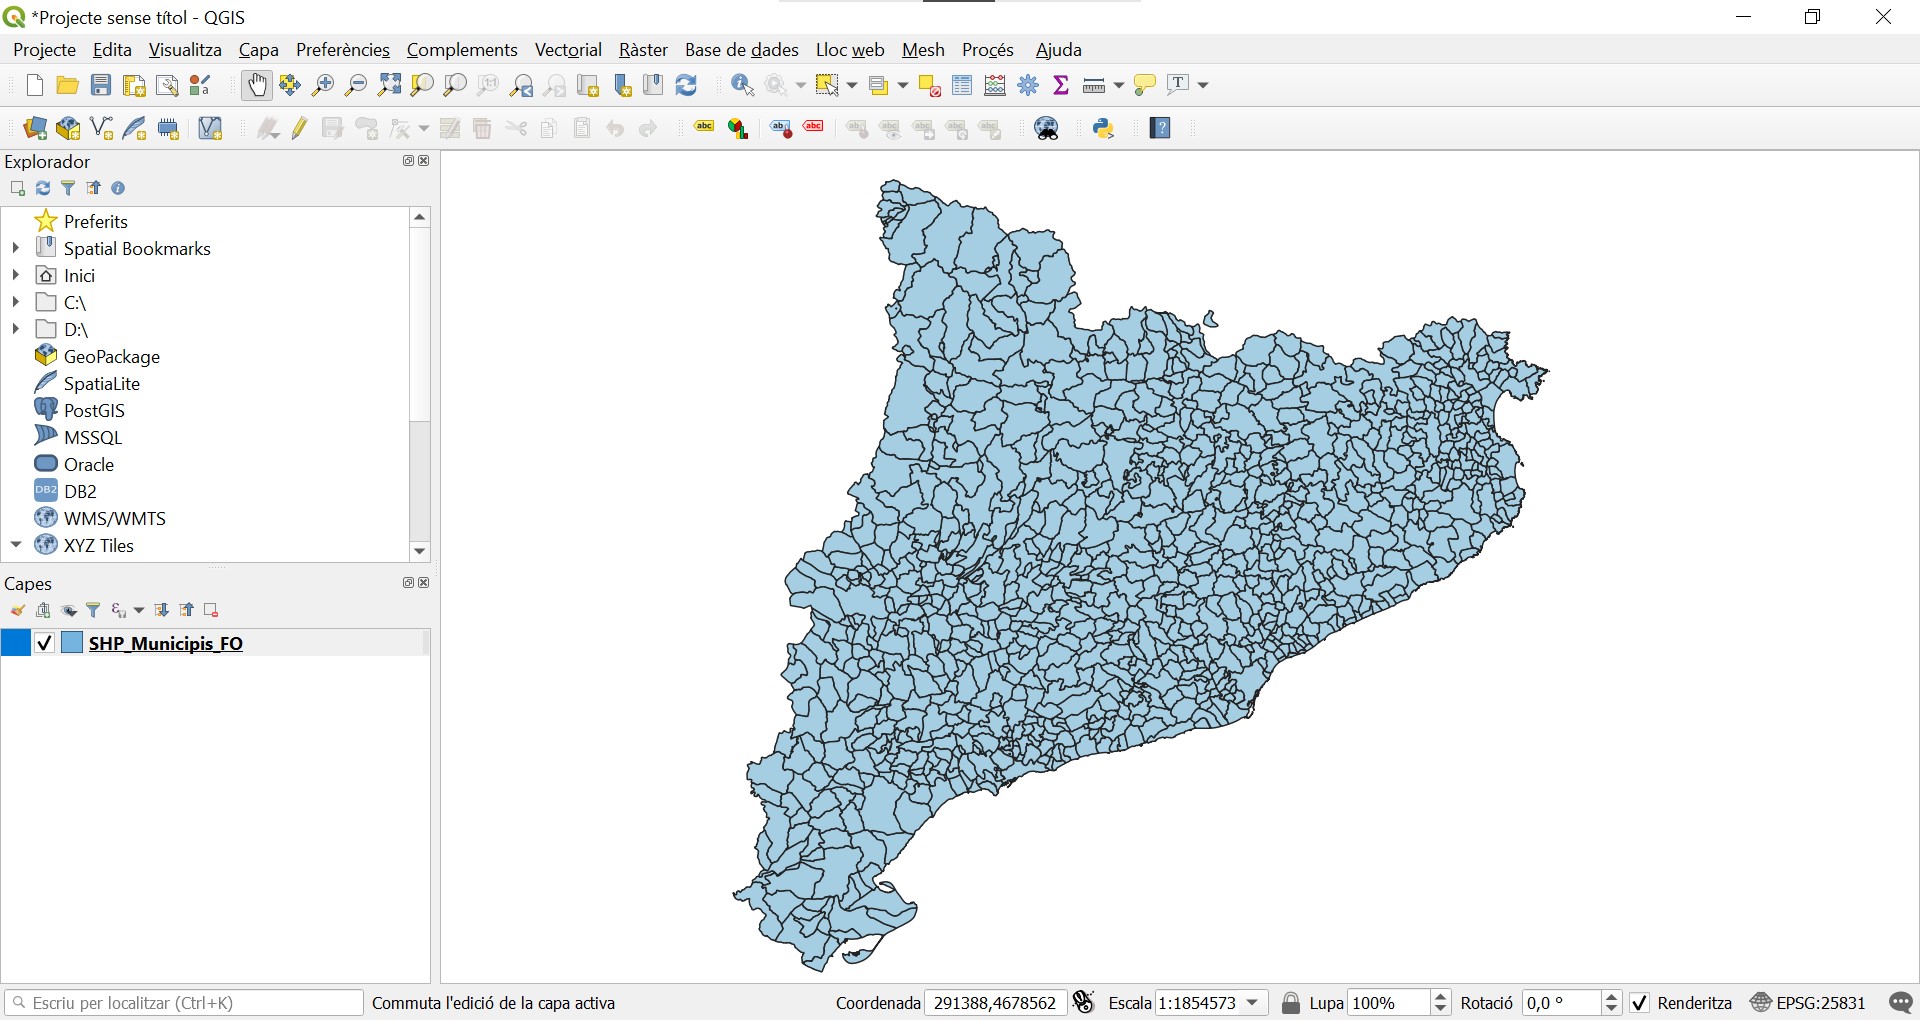 *Projecte sense títol - QGIS
Projecte Edita Visualitza Capa Preferències Complements Vectorial Ràster Base de dades Lloc web Mesh Procés Ajuda
Explorador
Preferits
Spatial Bookmarks
Inici
C:\
D:\
GeoPackage
SpatiaLite
PostGIS
MSSQL
Oracle
DB2 DB2
WMS/WMTS
XYZ Tiles
Capes
SHP_Municipis_FO
Escriu per localitzar (Ctrl+K) Commuta l'edició de la capa activa Coordenada 291388,4678562 Escala 1:1854573 Lupa 100% Rotació 0,0 ° Renderitza EPSG:25831